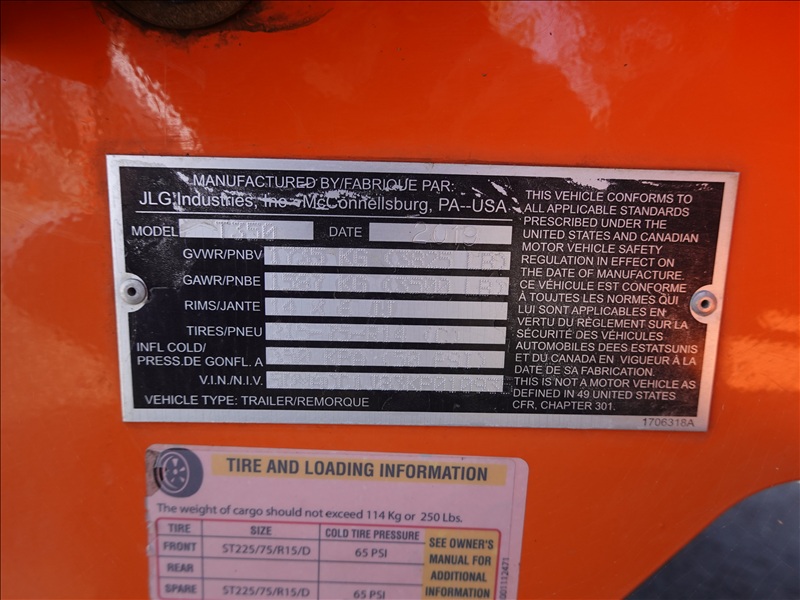 MANUFACTURED BY/FABRIQUE PAR:
JLG Industries, Inc--McConnellsburg, PA--USA
MODEL T350 DATE 2019
GVWR/PNBV
GAWR/PNBE
RIMS/JANTE
TIRES/PNEU
INFL COLD/
PRESS.DE GONFL. A
V.I.N./N.I.V.
VEHICLE TYPE: TRAILER/REMORQUE
THIS VEHICLE CONFORMS TO
ALL APPLICABLE STANDARDS
PRESCRIBED UNDER THE
UNITED STATES AND CANADIAN
MOTOR VEHICLE SAFETY
REGULATION IN EFFECT ON
THE DATE OF MANUFACTURE.
CE VÉHICULE EST CONFORME
À TOUJTES LES NORMES QUI
LUI SONT APPLICABLES EN
VERTU DU RÈGLEMENT SUR LA
SÉCURITÉ DES VÉHICULES
AUTOMOBILES DEES ESTATSUNIS
ET DU CANADA EN VIGUEUR À LA
DATE DE SA FABRICATION.
THIS IS NOT A MOTOR VEHICLE AS
DEFINED IN 49 UNITED STATES
CFR, CHAPTER 301.
1706318A
TIRE AND LOADING INFORMATION
The weight of cargo should not exceed 114 Kg or 250 Lbs.
TIRE SIZE COLD TIRE PRESSURE
FRONT ST225/75/R15/D 65 PSI
REAR
SPARE ST225/75/R15/D 65 PSI
SEE OWNER'S
MANUAL FOR
ADDITIONAL
INFORMATION